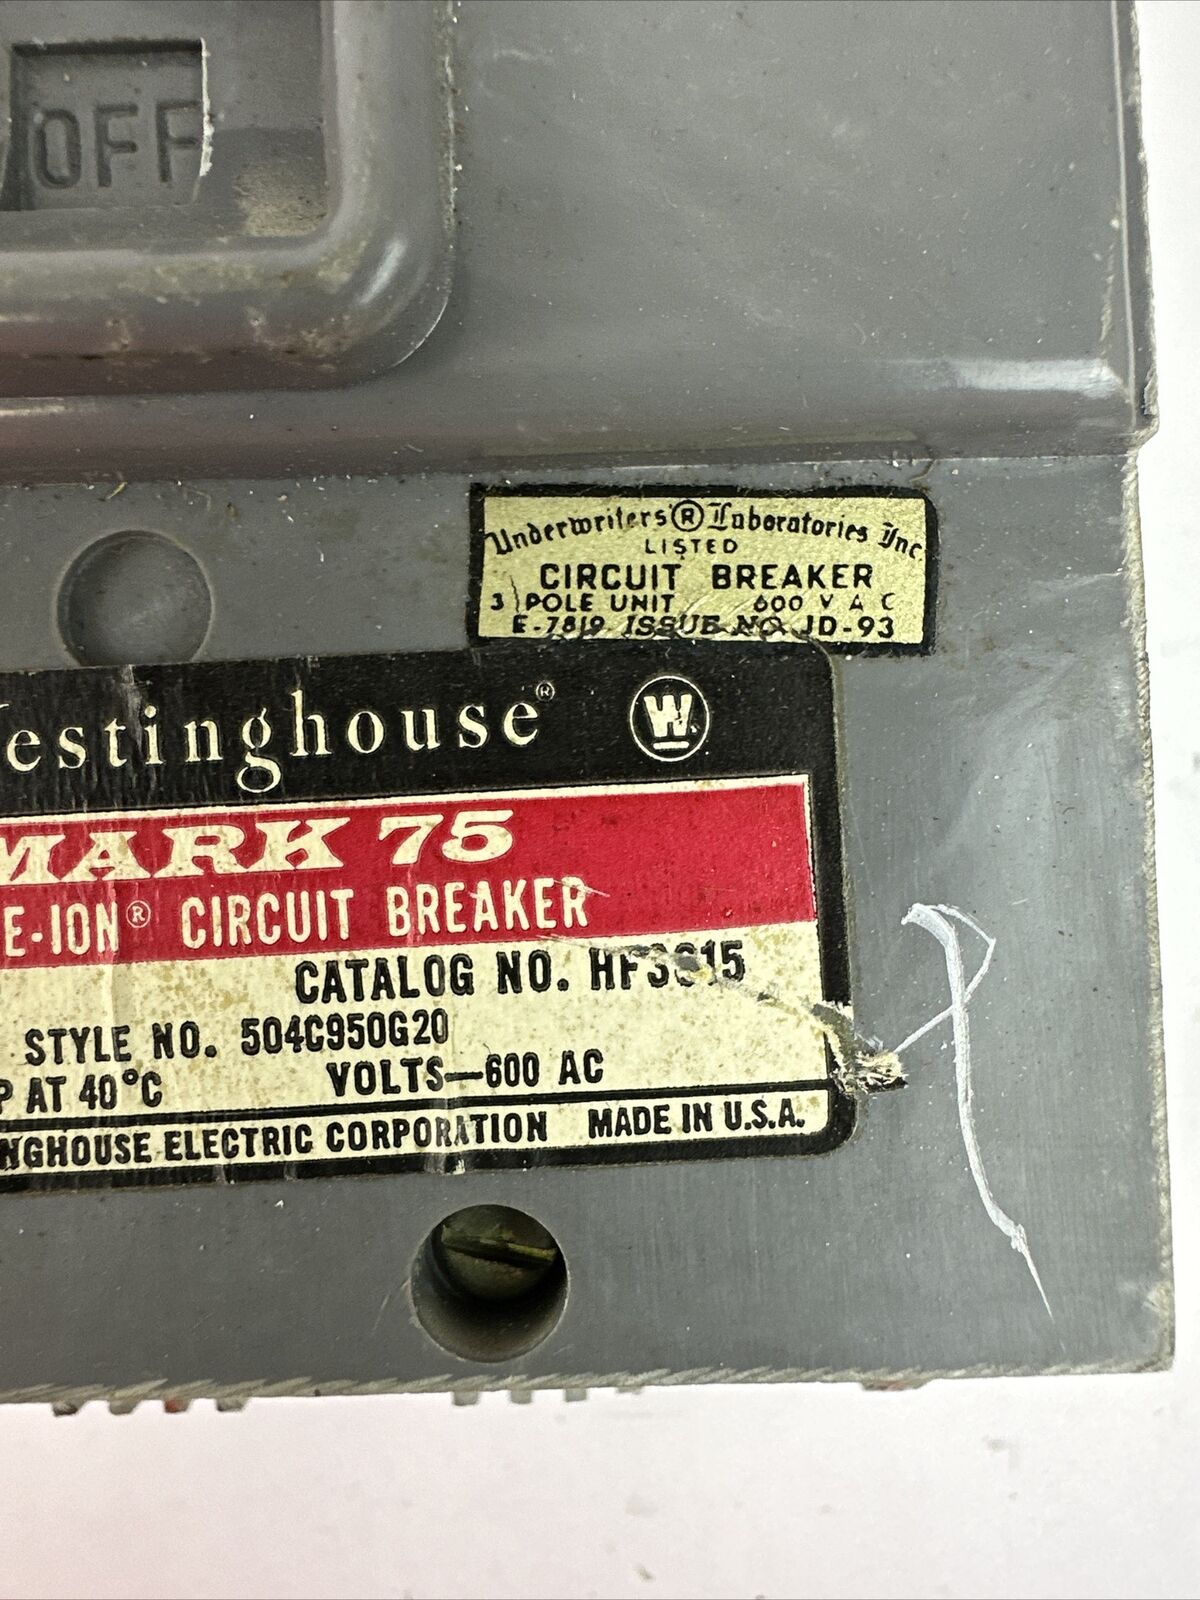 OFF
Underwriters ® Laboratories Inc
LISTED
CIRCUIT BREAKER
3 POLE UNIT 600 V A C
E-7819 ISSUE NO JD-93
estinghouse® W
MARK 75
E-ION® CIRCUIT BREAKER
CATALOG NO.
STYLE NO. 504C950G20
P AT 40°C VOLTS—600 AC
NGHOUSE ELECTRIC CORPORATION MADE IN U.S.A.